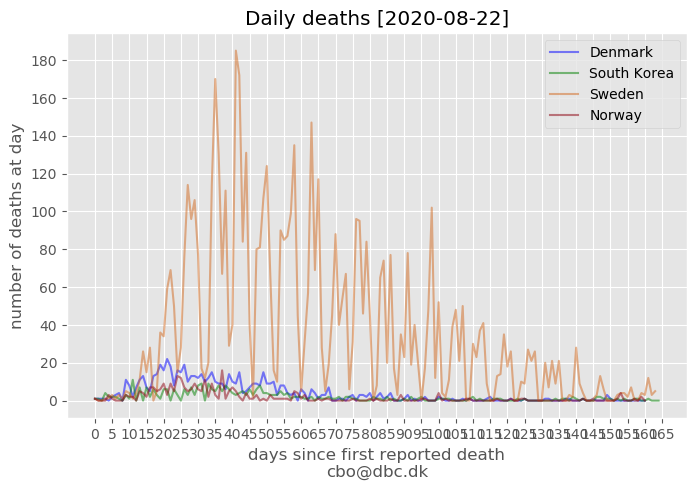 Daily deaths [2020-08-22]
Denmark
South Korea
Sweden
Norway
number of deaths at day
180
160
140
120
100
80
60
40
20
0
0 5 10 15 20 25 30 35 40 45 50 55 60 65 70 75 80 85 90 95 100 105 110 115 120 125 130 135 140 145 150 155 160 165
days since first reported death
cbo@dbc.dk